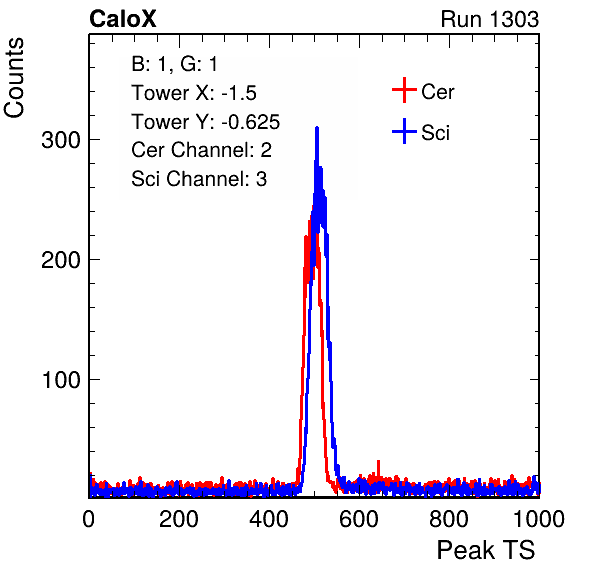 CaloX
Run 1303
Counts
B: 1, G: 1
Tower X: -1.5
Tower Y: -0.625
Cer Channel: 2
Sci Channel: 3
Cer
Sci
300
200
100
0 200 400 600 800 1000
Peak TS